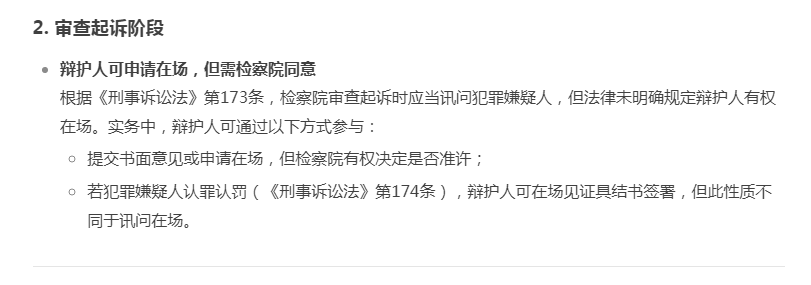 2. 审查起诉阶段
• 辩护人可申请在场，但需检察院同意
根据《刑事诉讼法》第173条，检察院审查起诉时应当讯问犯罪嫌疑人，但法律未明确规定辩护人有权
在场。实务中，辩护人可通过以下方式参与：
○ 提交书面意见或申请在场，但检察院有权决定是否准许；
○ 若犯罪嫌疑人认罪认罚（《刑事诉讼法》第174条），辩护人可在场见证具结书签署，但此性质不
同于讯问在场。